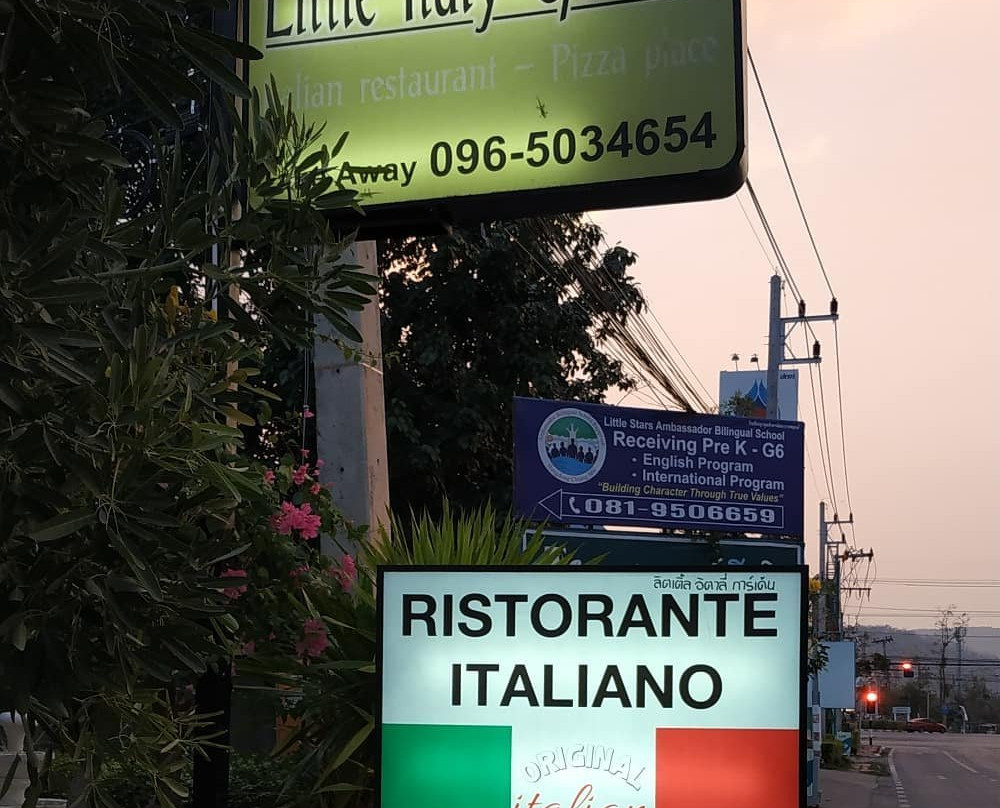 Little Italy
Italian restaurant – Pizza place
Away 096-5034654
Little Stars Ambassador Bilingual School
Receiving Pre K - G6
• English Program
• International Program
"Building Character Through True Values"
081-9506659
ลิตเติ้ล อิตาลี่ การ์เด้น
RISTORANTE
ITALIANO
ORIGINAL
italian